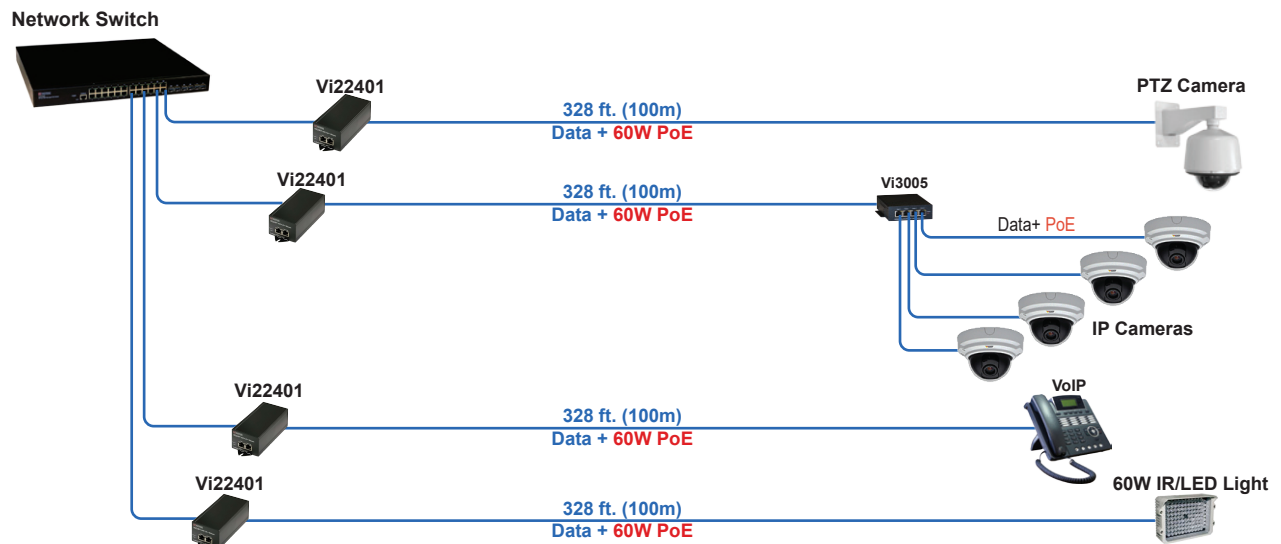 Network Switch
Vi22401
328 ft. (100m)
Data + 60W PoE
PTZ Camera
Vi22401
328 ft. (100m)
Data + 60W PoE
Vi3005
Data+ PoE
IP Cameras
Vi22401
328 ft. (100m)
Data + 60W PoE
VoIP
Vi22401
328 ft. (100m)
Data + 60W PoE
60W IR/LED Light